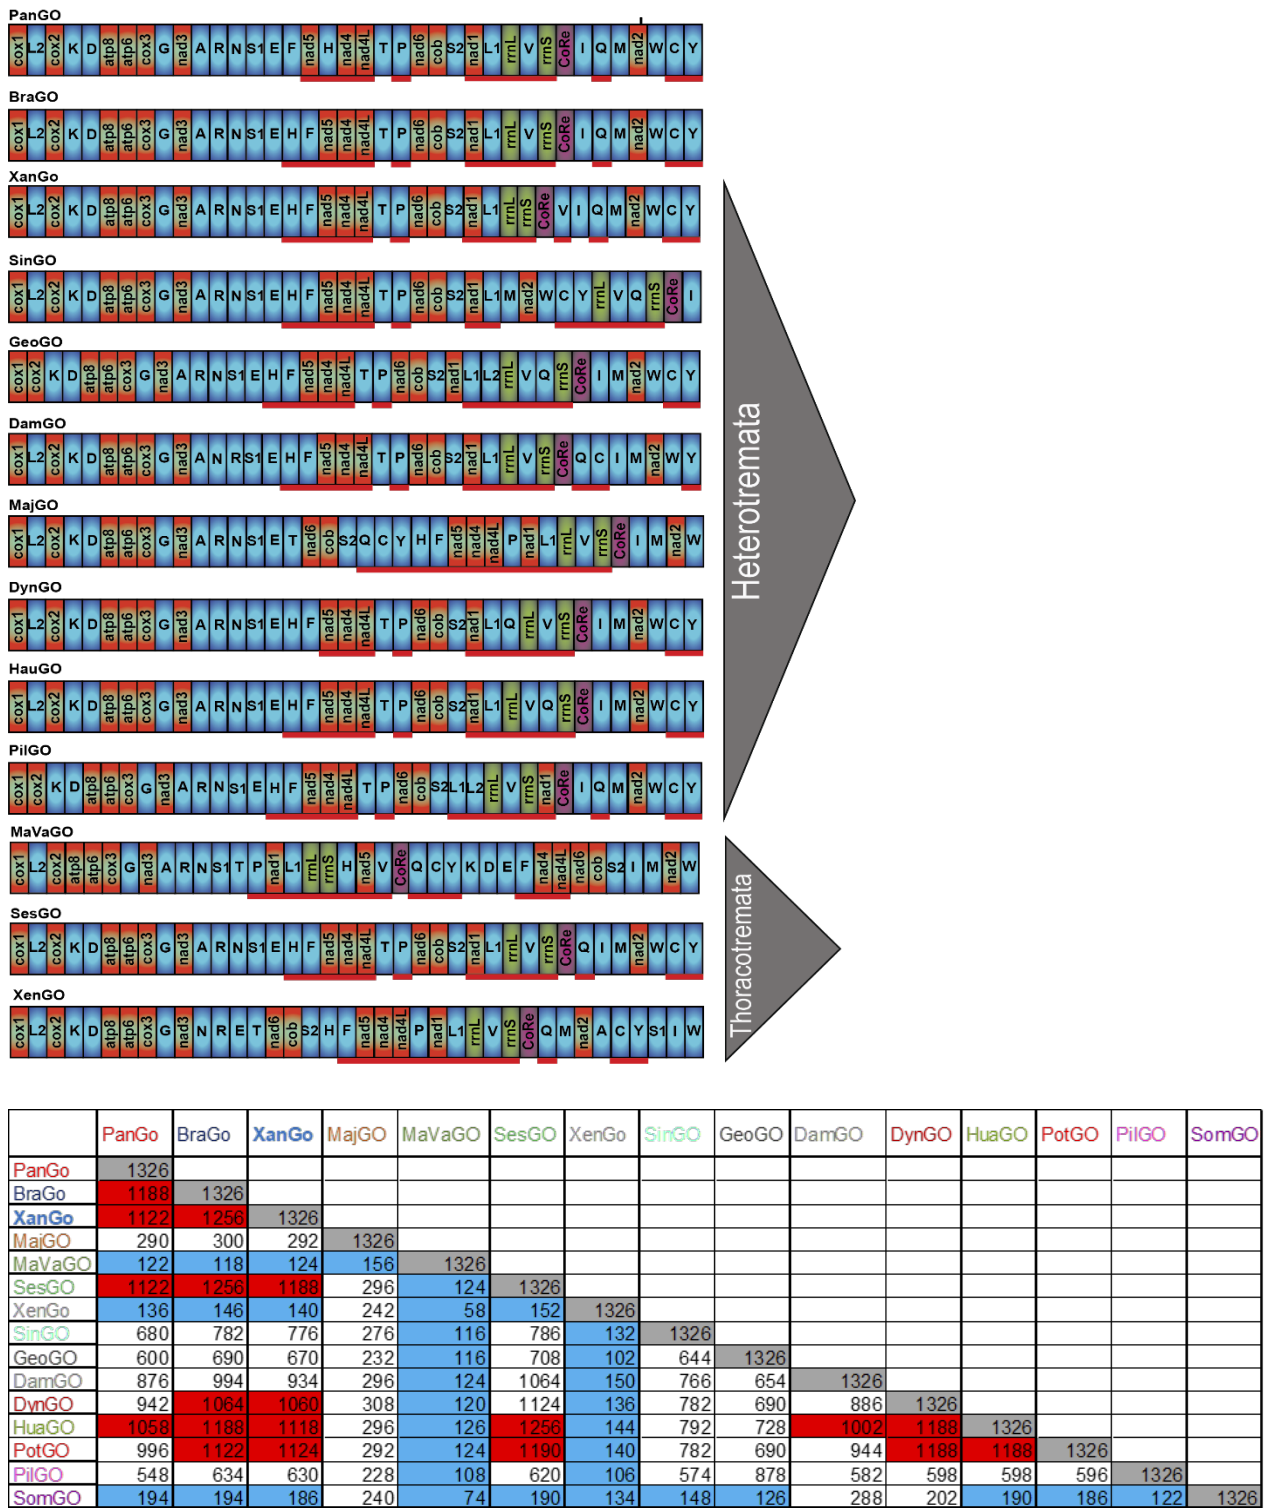 PanGO
cox1 L2 cox2 K D atp8 atp6 cox3 G nad3 A R N S1 E F nad5 H nad4 nad4L T P nad6 cob S2 nad1 L1 rrnL V rrnS CoRe I Q M nad2 W C Y
BraGO
cox1 L2 cox2 K D atp8 atp6 cox3 G nad3 A R N S1 E H F nad5 nad4 nad4L T P nad6 cob S2 nad1 L1 rrnL V rrnS CoRe I Q M nad2 W C Y
XanGo
cox1 L2 cox2 K D atp8 atp6 cox3 G nad3 A R N S1 E H F nad5 nad4 nad4L T P nad6 cob S2 nad1 L1 rrnL rrnS CoRe V I Q M nad2 W C Y
SinGO
cox1 L2 cox2 K D atp8 atp6 cox3 G nad3 A R N S1 E H F nad5 nad4 nad4L T P nad6 cob S2 nad1 L1 M nad2 W C Y rrnL V Q rrnS CoRe I
GeoGO
cox1 cox2 K D atp8 atp6 cox3 G nad3 A R N S1 E H F nad5 nad4 nad4L T P nad6 cob S2 nad1 L1 L2 rrnL V Q rrnS CoRe I M nad2 W C Y
DamGO
cox1 L2 cox2 K D atp8 atp6 cox3 G nad3 A N R S1 E H F nad5 nad4 nad4L T P nad6 cob S2 nad1 L1 rrnL V rrnS CoRe Q C I M nad2 W Y
MajGO
cox1 L2 cox2 K D atp8 atp6 cox3 G nad3 A R N S1 E T nad6 cob S2 Q C Y H F nad5 nad4 nad4L P nad1 L1 rrnL V rrnS CoRe I M nad2 W
DynGO
cox1 L2 cox2 K D atp8 atp6 cox3 G nad3 A R N S1 E H F nad5 nad4 nad4L T P nad6 cob S2 nad1 L1 Q rrnL V rrnS CoRe I M nad2 W C Y
HauGO
cox1 L2 cox2 K D atp8 atp6 cox3 G nad3 A R N S1 E H F nad5 nad4 nad4L T P nad6 cob S2 nad1 L1 rrnL V Q rrnS CoRe I M nad2 W C Y
PilGO
cox1 cox2 K D atp8 atp6 cox3 G nad3 A R N S1 E H F nad5 nad4 nad4L T P nad6 cob S2 L1 L2 rrnL V rrnS nad1 CoRe I Q M nad2 W C Y
Heterotremata
MaVaGO
cox1 L2 cox2 atp8 atp6 cox3 G nad3 A R N S1 T P nad1 L1 rrnL rrnS H nad5 V CoRe Q C Y K D E F nad4 nad4L nad6 cob S2 I M nad2 W
SesGO
cox1 L2 cox2 K D atp8 atp6 cox3 G nad3 A R N S1 E H F nad5 nad4 nad4L T P nad6 cob S2 nad1 L1 rrnL V rrnS CoRe Q I M nad2 W C Y
XenGO
cox1 L2 cox2 K D atp8 atp6 cox3 G nad3 N R E T nad6 cob S2 H F nad5 nad4 nad4L P nad1 L1 rrnL V rrnS CoRe Q M nad2 A C Y S1 I W
Thoracotremata
PanGo BraGo XanGo MajGO MaVaGO SesGO XenGo SinGO GeoGO DamGO DynGO HuaGO PotGO PilGO SomGO
PanGo 1326
BraGo 1188 1326
XanGo 1122 1256 1326
MajGO 290 300 292 1326
MaVaGO 122 118 124 156 1326
SesGO 1122 1256 1188 296 124 1326
XenGo 136 146 140 242 58 152 1326
SinGO 680 782 776 276 116 786 132 1326
GeoGO 600 690 670 232 116 708 102 644 1326
DamGO 876 994 934 296 124 1064 150 766 654 1326
DynGO 942 1064 1060 308 120 1124 136 782 690 886 1326
HuaGO 1058 1188 1118 296 126 1256 144 792 728 1002 1188 1326
PotGO 996 1122 1124 292 124 1190 140 782 690 944 1188 1188 1326
PilGO 548 634 630 228 108 620 106 574 878 582 598 598 596 1326
SomGO 194 194 186 240 74 190 134 148 126 288 202 190 186 122 1326